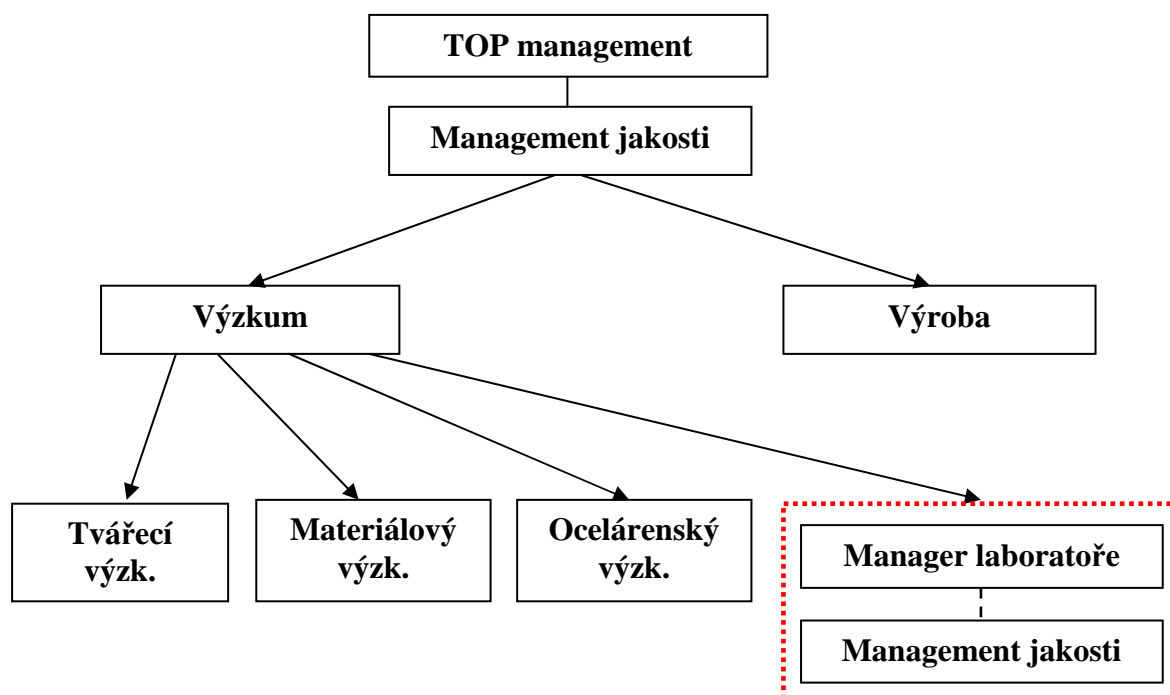 TOP management
Management jakosti
Výzkum
Výroba
Tvářecí
výzk.
Materiálový
výzk.
Ocelárenský
výzk.
Manager laboratoře
Management jakosti